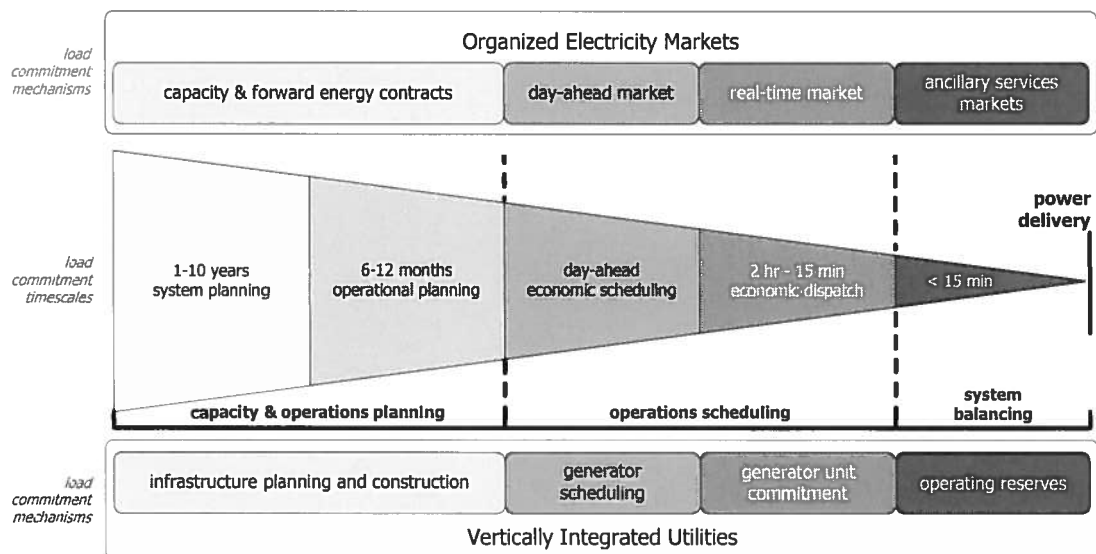 Organized Electricity Markets
load
commitment
mechanisms
capacity & forward energy contracts
day-ahead market
real-time market
ancillary services
markets
power
delivery
load
commitment
timescales
1-10 years
system planning
6-12 months
operational planning
day-ahead
economic scheduling
2 hr - 15 min
economic dispatch
< 15 min
capacity & operations planning
operations scheduling
system
balancing
load
commitment
mechanisms
infrastructure planning and construction
generator
scheduling
generator unit
commitment
operating reserves
Vertically Integrated Utilities